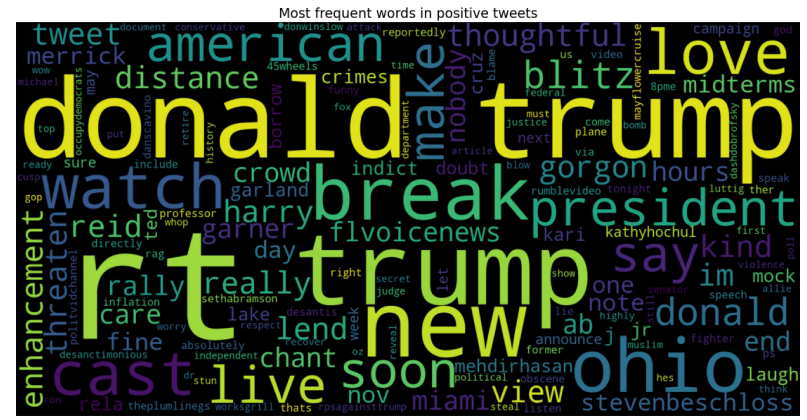 Most frequent words in positive tweets
document conservative attack donwinslow reportedly god
tweet american thoughtful love
merrick 45wheels time us video campaign
wow distance crimes blitz midterms
michael may borrow funny fox blame nobody cruz federal mayflowercruise 8pme
donald trump make
top occupydemocrats put danscavino retire history department must justice next come plane via bomb dashdobrofsky
ready sure include crowd indict doubt article gorgon hours tonight speak
cusp watch break president
gop garland blow rumblevideo luttig ther
reid professor harry garner flvoicenews kari kathyhochul first
enhancement threaten ted whop day say kind poll
directly rt trump new
rally really right secret let show one im mock
politvidchannel rag sethabramson judge note senator violence
inflation care lake desantis lend week lie ab speech allie
fine respect reveal announce j jr highly still donald
desanctimonious worry absolutely chant oz former muslim fighter end
independent recover soon mehdirhasan ohio ps
cast dr live nov political view hes laugh
ron stun obscene miami stevenbeschloss think
rela theplumlinegs worksgrill thats rpsagainsttrump steal listen